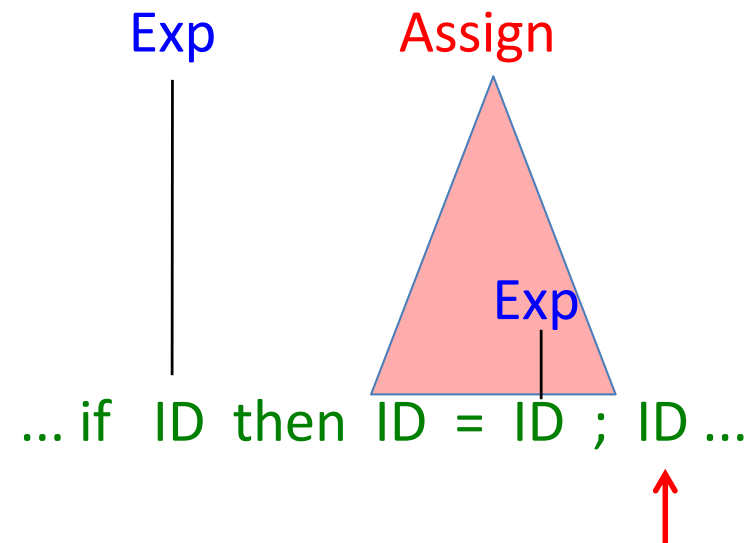 Exp Assign
Exp
... if ID then ID = ID ; ID ...